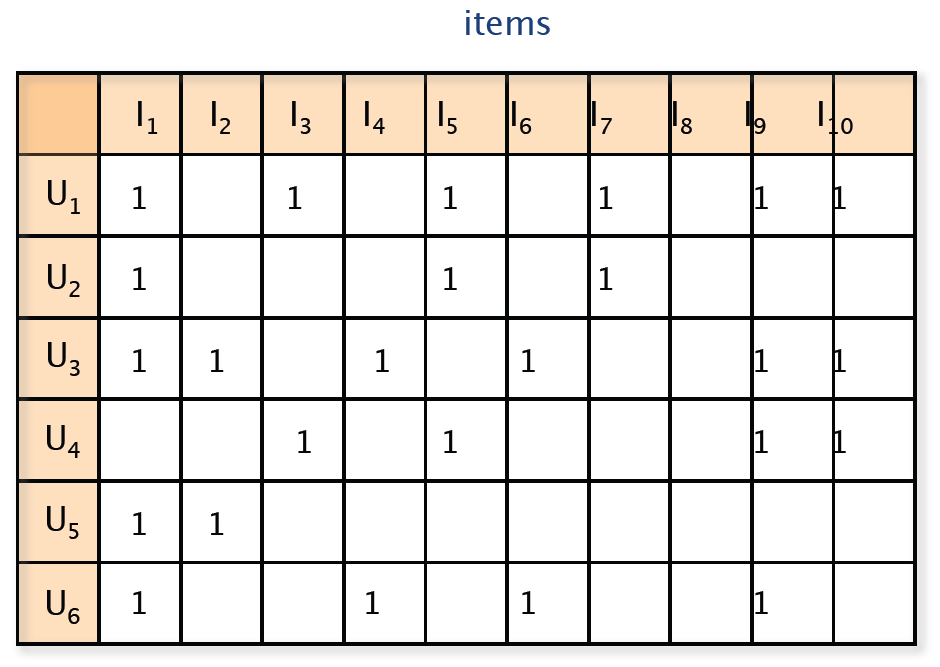 items
I1 I2 I3 I4 I5 I6 I7 I8 I9 I10
U1 1 1 1 1 1 1
U2 1 1 1
U3 1 1 1 1 1 1
U4 1 1 1 1
U5 1 1
U6 1 1 1 1